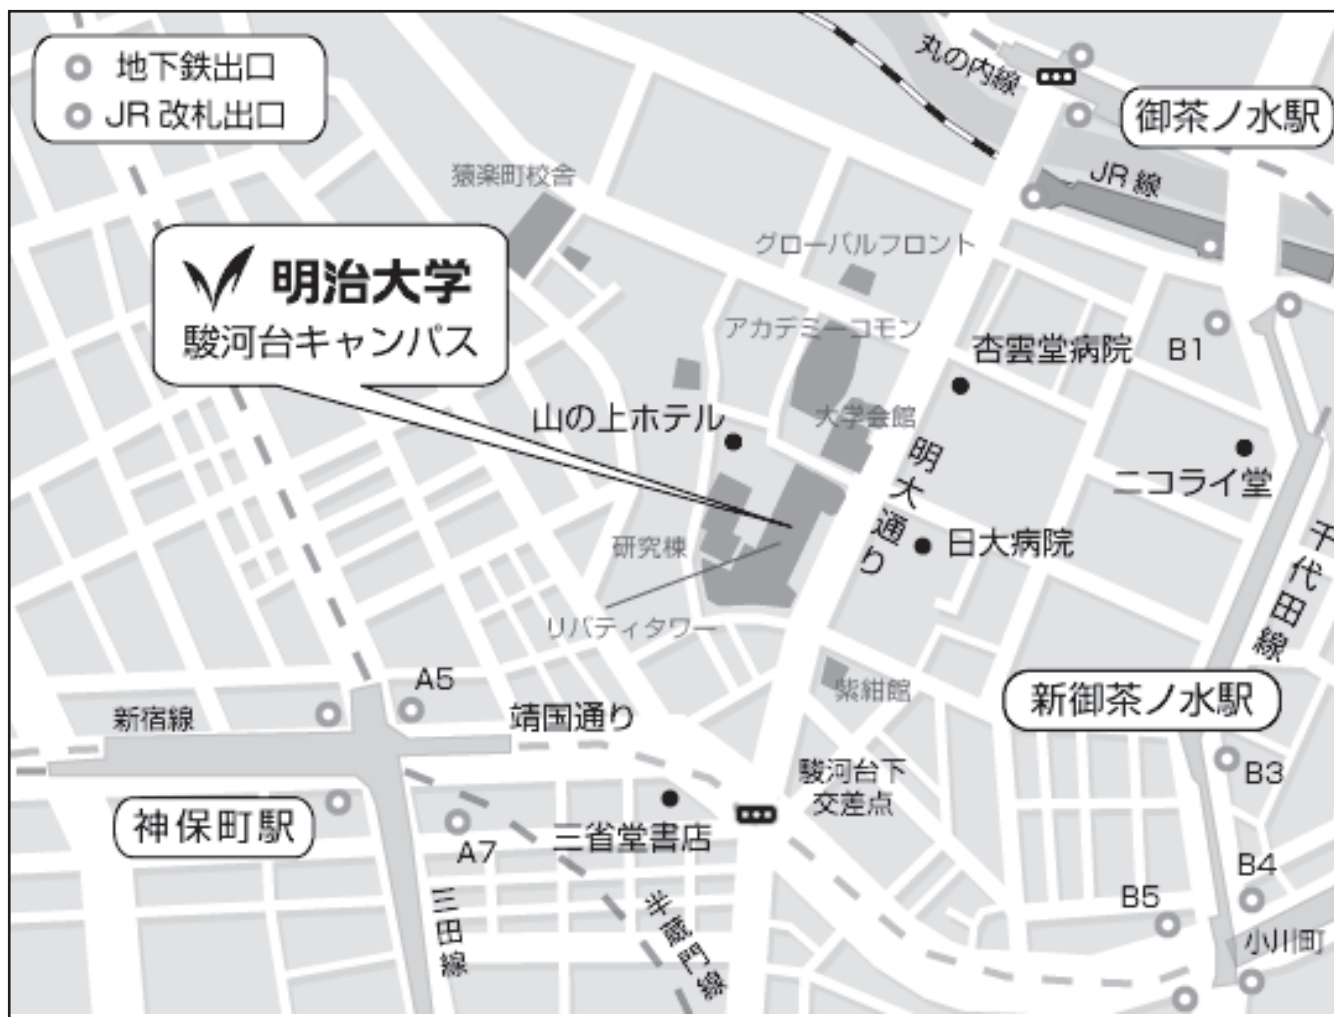 地下鉄出口
JR 改札出口
丸の内線
御茶ノ水駅
JR 線
猿楽町校舎
明治大学
駿河台キャンパス
グローバルフロント
アカデミーコモン
杏雲堂病院
B1
山の上ホテル
大学会館
明大通り
ニコライ堂
研究棟
日大病院
千代田線
リバティタワー
紫紺館
新御茶ノ水駅
A5
新宿線
靖国通り
駿河台下
交差点
B3
神保町駅
A7
三省堂書店
B4
B5
三田線
半蔵門線
小川町